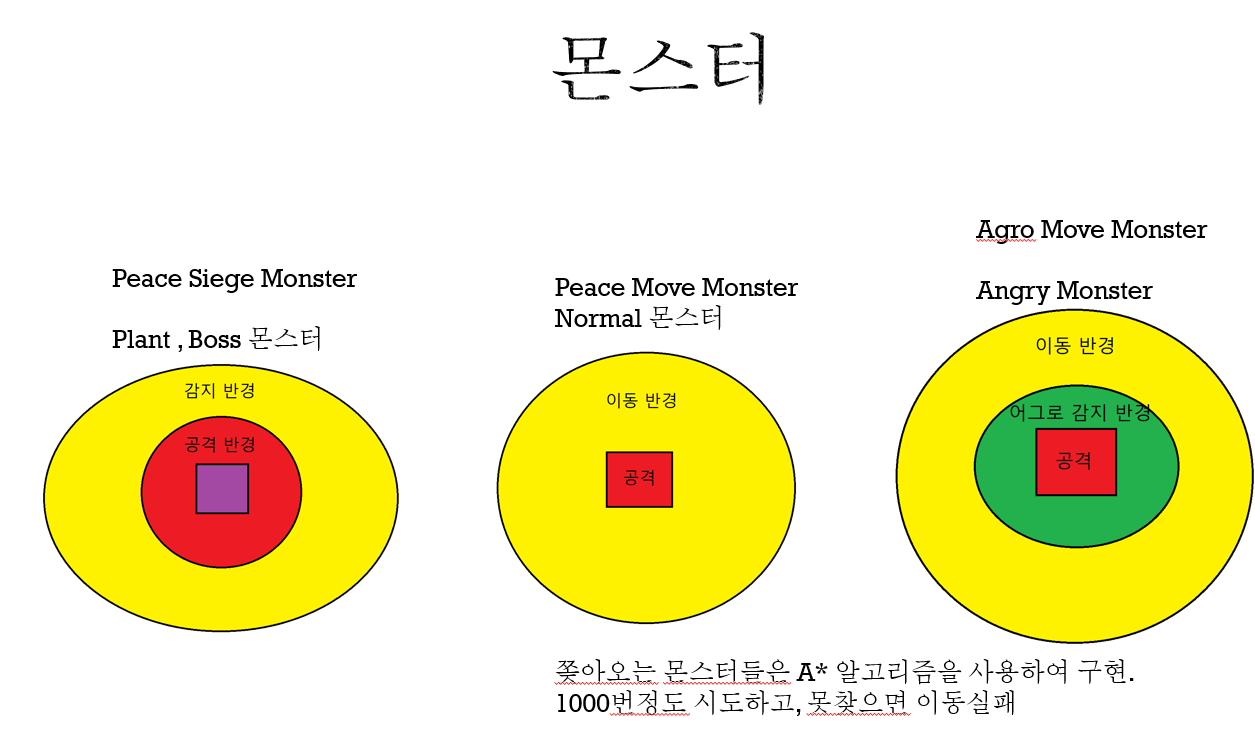 몬스터
Peace Siege Monster
Plant , Boss 몬스터
감지 반경
공격 반경
Peace Move Monster
Normal 몬스터
이동 반경
공격
Agro Move Monster
Angry Monster
이동 반경
어그로 감지 반경
공격
쫒아오는 몬스터들은 A* 알고리즘을 사용하여 구현.
1000번정도 시도하고, 못찾으면 이동실패